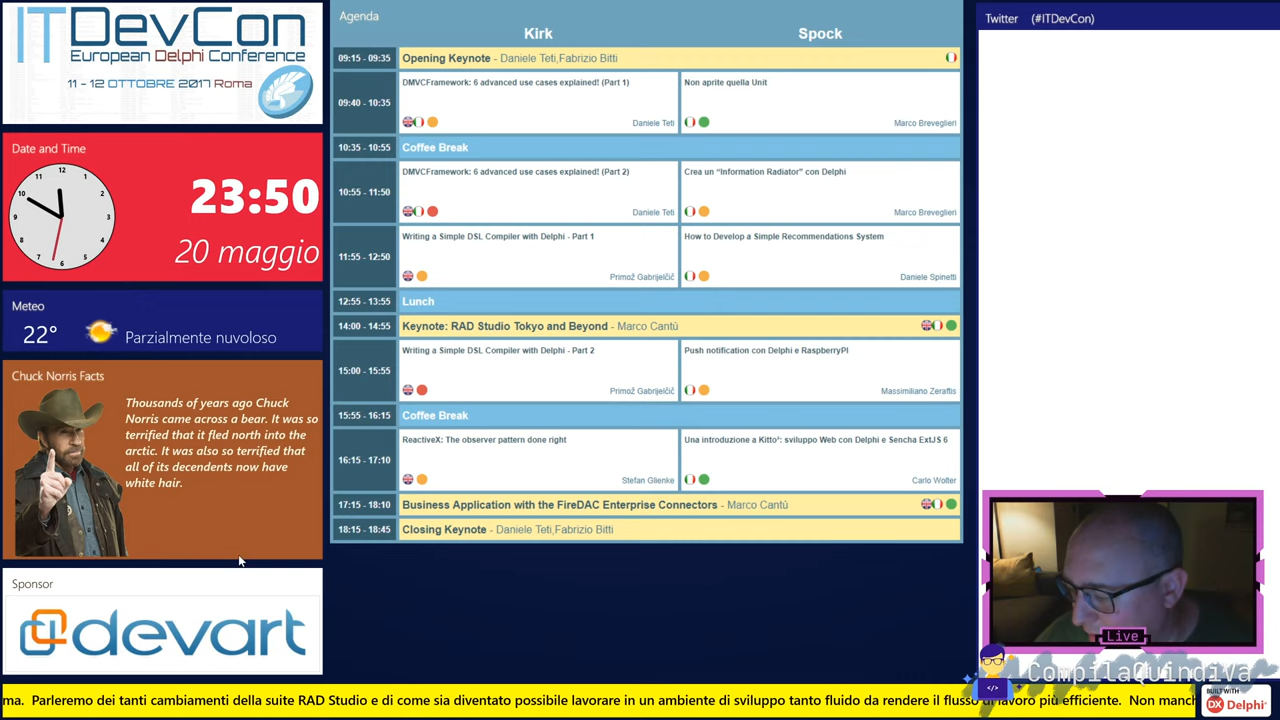 ITDevCon
European Delphi Conference
11 - 12 OTTOBRE 2017 Roma
Date and Time
12
11
1
10
2
9
3
8
4
7
5
6
23:50
20 maggio
Meteo
22°
Parzialmente nuvoloso
Chuck Norris Facts
Thousands of years ago Chuck
Norris came across a bear. It was so
terrified that it fled north into the
arctic. It was also so terrified that
all of its decendents now have
white hair.
Sponsor
devart
Agenda
Kirk
Spock
09:15 - 09:35
Opening Keynote - Daniele Teti,Fabrizio Bitti
09:40 - 10:35
DMVCFramework: 6 advanced use cases explained! (Part 1)
Daniele Teti
Non aprite quella Unit
Marco Breveglieri
10:35 - 10:55
Coffee Break
10:55 - 11:50
DMVCFramework: 6 advanced use cases explained! (Part 2)
Daniele Teti
Crea un “Information Radiator” con Delphi
Marco Breveglieri
11:55 - 12:50
Writing a Simple DSL Compiler with Delphi - Part 1
Primož Gabrijelčič
How to Develop a Simple Recommendations System
Daniele Spinetti
12:55 - 13:55
Lunch
14:00 - 14:55
Keynote: RAD Studio Tokyo and Beyond - Marco Cantù
15:00 - 15:55
Writing a Simple DSL Compiler with Delphi - Part 2
Primož Gabrijelčič
Push notification con Delphi e RaspberryPI
Massimiliano Zeraffis
15:55 - 16:15
Coffee Break
16:15 - 17:10
ReactiveX: The observer pattern done right
Stefan Glienke
Una introduzione a Kitto³: sviluppo Web con Delphi e Sencha ExtJS 6
Carlo Wolter
17:15 - 18:10
Business Application with the FireDAC Enterprise Connectors - Marco Cantù
18:15 - 18:45
Closing Keynote - Daniele Teti,Fabrizio Bitti
Twitter (#ITDevCon)
Live
</>
CompilaQuindiva
BUILT WITH
DX Delphi
ma. Parleremo dei tanti cambiamenti della suite RAD Studio e di come sia diventato possibile lavorare in un ambiente di sviluppo tanto fluido da rendere il flusso di lavoro più efficiente. Non manch